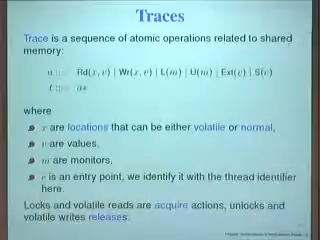 Traces
Trace is a sequence of atomic operations related to shared
memory:
a ::= Rd(x, v) | Wr(x, v) | L(m) | U(m) | Ext(v) | S(e)
t ::= a*
where
x are locations that can be either volatile or normal,
v are values,
m are monitors,
e is an entry point, we identify it with the thread identifier
here.
Locks and volatile reads are acquire actions, unlocks and
volatile writes releases.